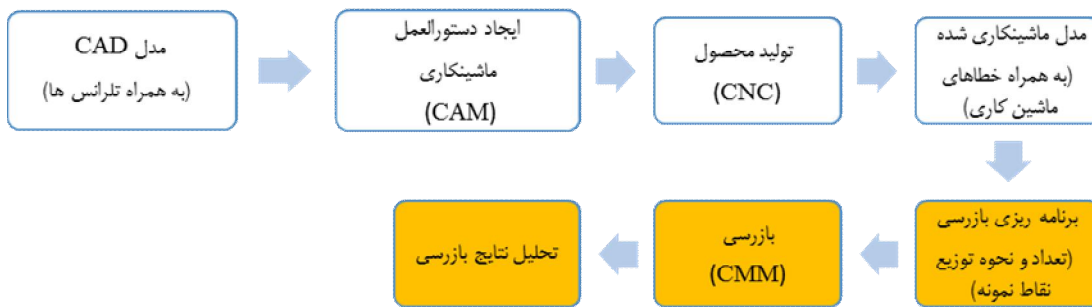 مدل CAD
(به همراه تلرانس ها)
ایجاد دستورالعمل
ماشینکاری
(CAM)
تولید محصول
(CNC)
مدل ماشینکاری شده
(به همراه خطاهای
ماشین کاری)
برنامه ریزی بازرسی
(تعداد و نحوه توزیع
نقاط نمونه)
بازرسی
(CMM)
تحلیل نتایج بازرسی